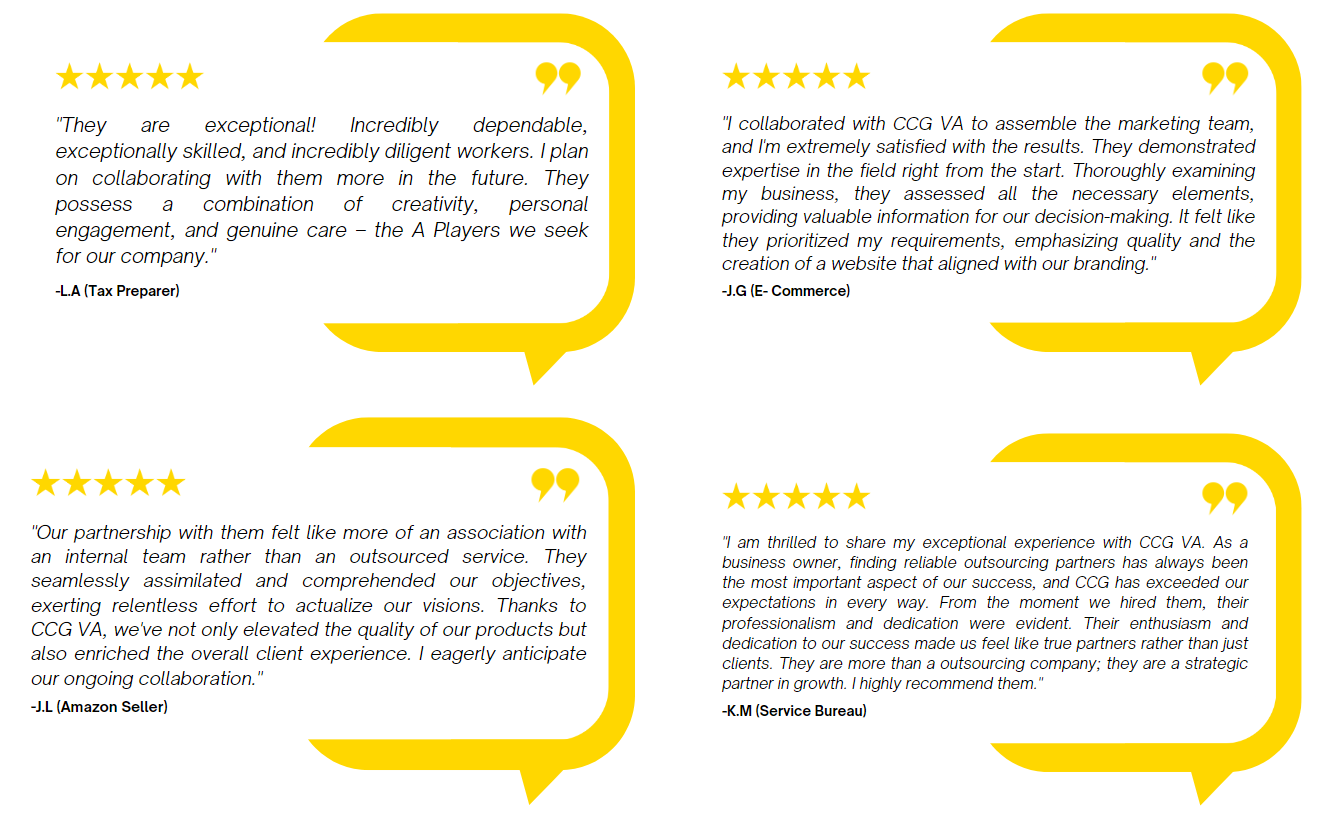 "They are exceptional! Incredibly dependable,
exceptionally skilled, and incredibly diligent workers. I plan
on collaborating with them more in the future. They
possess a combination of creativity, personal
engagement, and genuine care – the A Players we seek
for our company."
-L.A (Tax Preparer)
"I collaborated with CCG VA to assemble the marketing team,
and I'm extremely satisfied with the results. They demonstrated
expertise in the field right from the start. Thoroughly examining
my business, they assessed all the necessary elements,
providing valuable information for our decision-making. It felt like
they prioritized my requirements, emphasizing quality and the
creation of a website that aligned with our branding."
-J.G (E- Commerce)
"Our partnership with them felt like more of an association with
an internal team rather than an outsourced service. They
seamlessly assimilated and comprehended our objectives,
exerting relentless effort to actualize our visions. Thanks to
CCG VA, we've not only elevated the quality of our products but
also enriched the overall client experience. I eagerly anticipate
our ongoing collaboration."
-J.L (Amazon Seller)
"I am thrilled to share my exceptional experience with CCG VA. As a
business owner, finding reliable outsourcing partners has always been
the most important aspect of our success, and CCG has exceeded our
expectations in every way. From the moment we hired them, their
professionalism and dedication were evident. Their enthusiasm and
dedication to our success made us feel like true partners rather than just
clients. They are more than a outsourcing company; they are a strategic
partner in growth. I highly recommend them."
-K.M (Service Bureau)